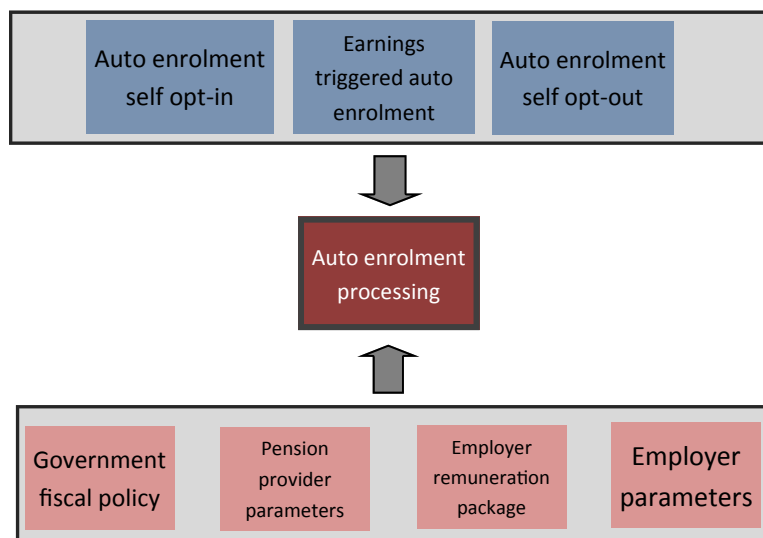 Auto enrolment
self opt-in
Earnings
triggered auto
enrolment
Auto enrolment
self opt-out
Auto enrolment
processing
Government
fiscal policy
Pension
provider
parameters
Employer
remuneration
package
Employer
parameters